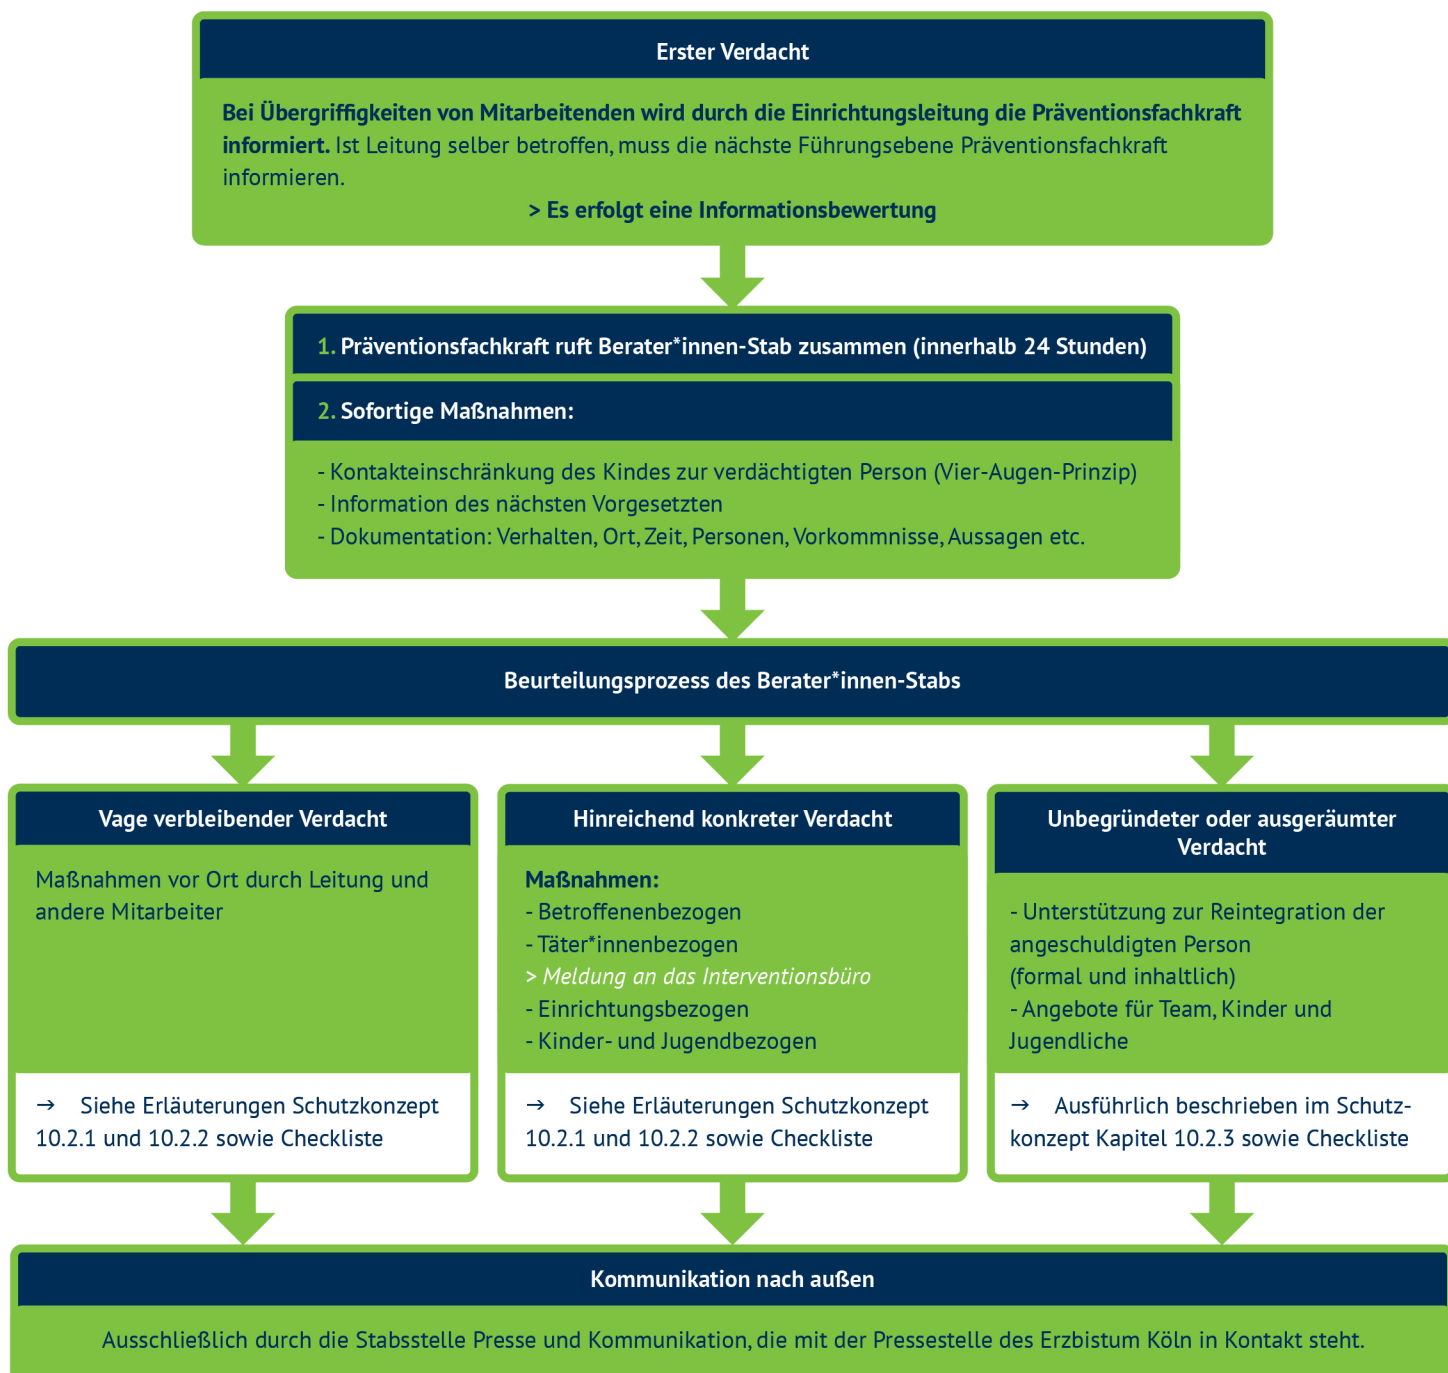 Erster Verdacht
Bei Übergriffigkeiten von Mitarbeitenden wird durch die Einrichtungsleitung die Präventionsfachkraft
informiert. Ist Leitung selber betroffen, muss die nächste Führungsebene Präventionsfachkraft
informieren.
> Es erfolgt eine Informationsbewertung
1. Präventionsfachkraft ruft Berater*innen-Stab zusammen (innerhalb 24 Stunden)
2. Sofortige Maßnahmen:
- Kontakteinschränkung des Kindes zur verdächtigten Person (Vier-Augen-Prinzip)
- Information des nächsten Vorgesetzten
- Dokumentation: Verhalten, Ort, Zeit, Personen, Vorkommnisse, Aussagen etc.
Beurteilungsprozess des Berater*innen-Stabs
Vage verbleibender Verdacht
Maßnahmen vor Ort durch Leitung und
andere Mitarbeiter
→ Siehe Erläuterungen Schutzkonzept
10.2.1 und 10.2.2 sowie Checkliste
Hinreichend konkreter Verdacht
Maßnahmen:
- Betroffenenbezogen
- Täter*innenbezogen
> Meldung an das Interventionsbüro
- Einrichtungsbezogen
- Kinder- und Jugendbezogen
→ Siehe Erläuterungen Schutzkonzept
10.2.1 und 10.2.2 sowie Checkliste
Unbegründeter oder ausgeräumter
Verdacht
- Unterstützung zur Reintegration der
angeschuldigten Person
(formal und inhaltlich)
- Angebote für Team, Kinder und
Jugendliche
→ Ausführlich beschrieben im Schutz-
konzept Kapitel 10.2.3 sowie Checkliste
Kommunikation nach außen
Ausschließlich durch die Stabsstelle Presse und Kommunikation, die mit der Pressestelle des Erzbistum Köln in Kontakt steht.